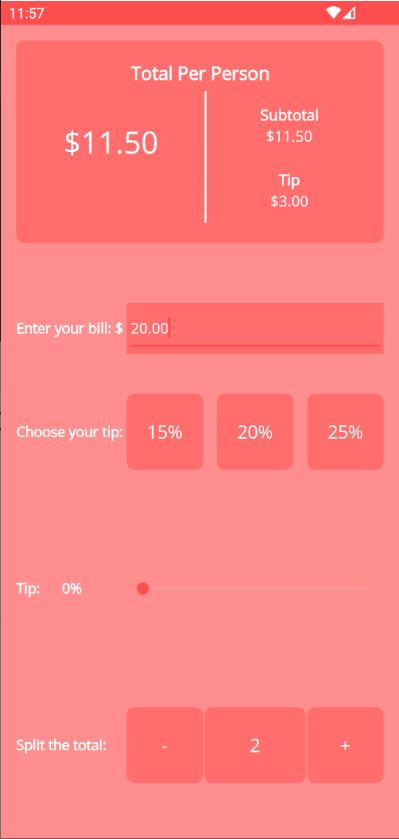 11:57
Total Per Person
$11.50
Subtotal
$11.50
Tip
$3.00
Enter your bill: $ 20.00
Choose your tip: 15% 20% 25%
Tip: 0%
Split the total: - 2 +